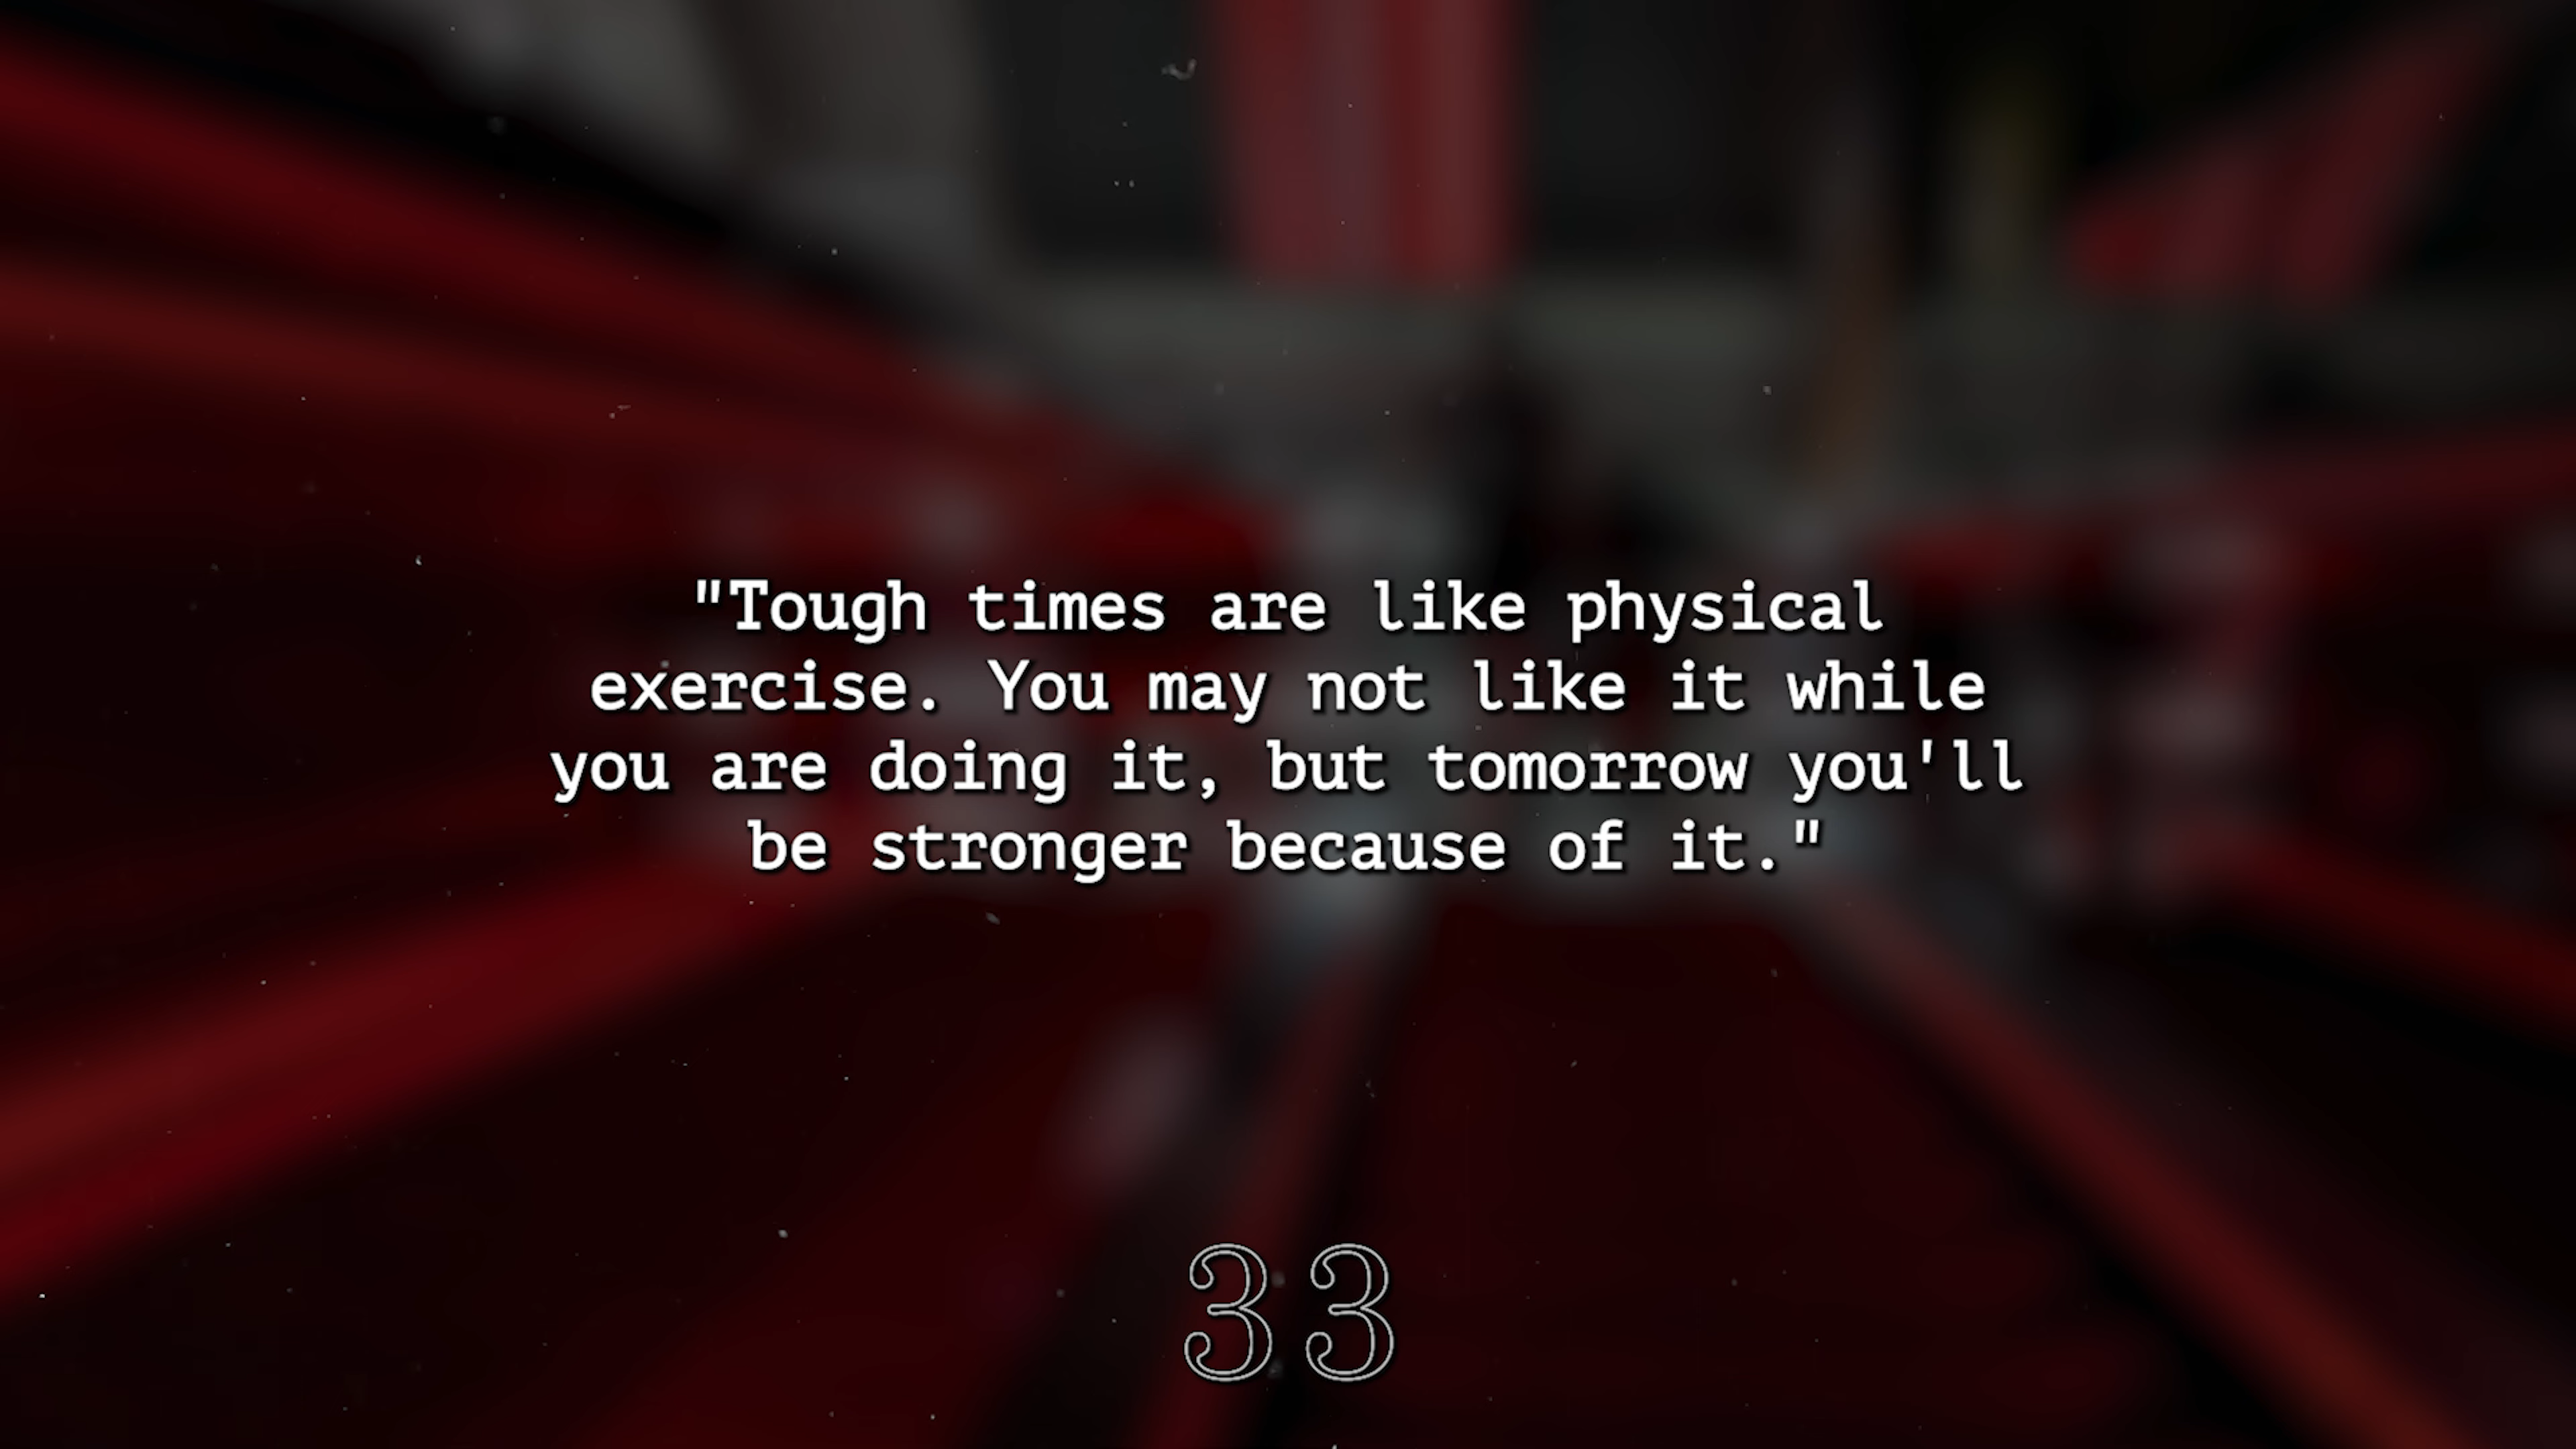 "Tough times are like physical
exercise. You may not like it while
you are doing it, but tomorrow you'll
be stronger because of it."
33